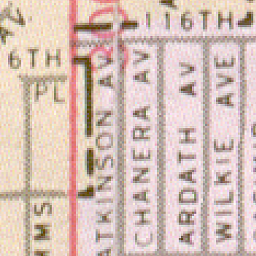 116TH
6TH
PL
ATKINSON AV
CHANERA AV
ARDATH AV
WILKIE AVE